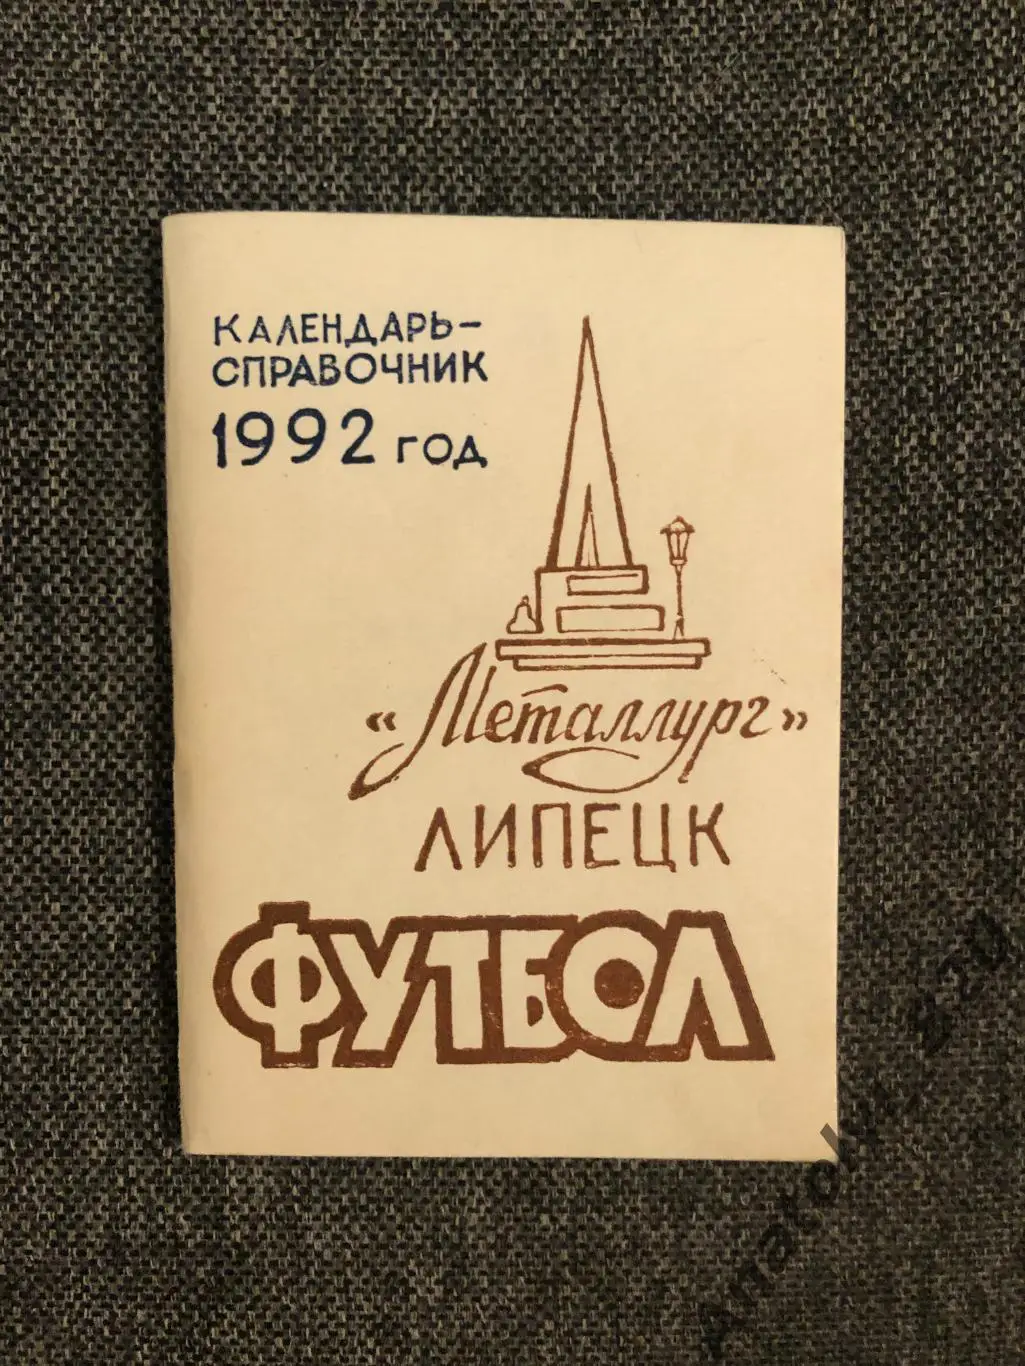 КАЛЕНДАРЬ-
СПРАВОЧНИК
1992 год
«Металлург»
ЛИПЕЦК
ФУТБОЛ